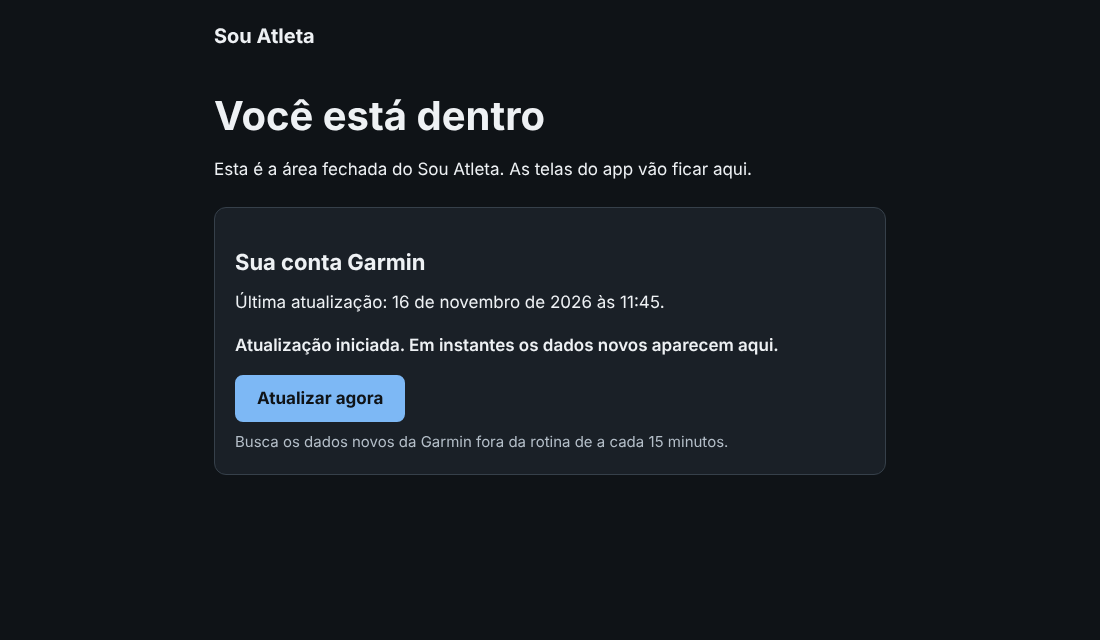 Sou Atleta
Você está dentro
Esta é a área fechada do Sou Atleta. As telas do app vão ficar aqui.
Sua conta Garmin
Última atualização: 16 de novembro de 2026 às 11:45.
Atualização iniciada. Em instantes os dados novos aparecem aqui.
Atualizar agora
Busca os dados novos da Garmin fora da rotina de a cada 15 minutos.